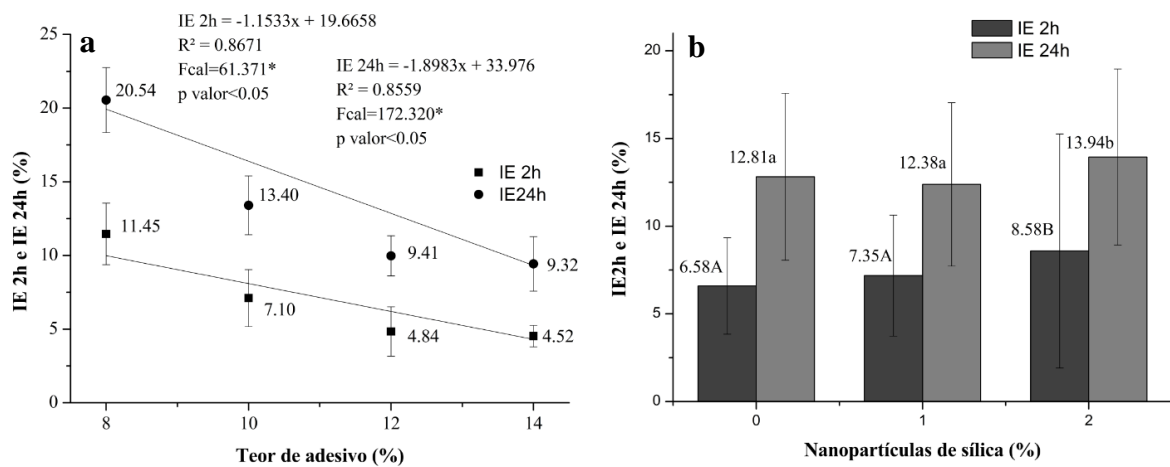 a
IE 2h = -1.1533x + 19.6658
R² = 0.8671
Fcal=61.371*
p valor<0.05
IE 24h = -1.8983x + 33.976
R² = 0.8559
Fcal=172.320*
p valor<0.05
IE 2h
IE24h
20.54
13.40
9.41
9.32
11.45
7.10
4.84
4.52
IE 2h e IE 24h (%)
25
20
15
10
5
0
8
10
12
14
Teor de adesivo (%)
b
IE 2h
IE 24h
6.58A
12.81a
7.35A
12.38a
8.58B
13.94b
IE2h e IE 24h (%)
20
15
10
5
0
0
1
2
Nanopartículas de sílica (%)